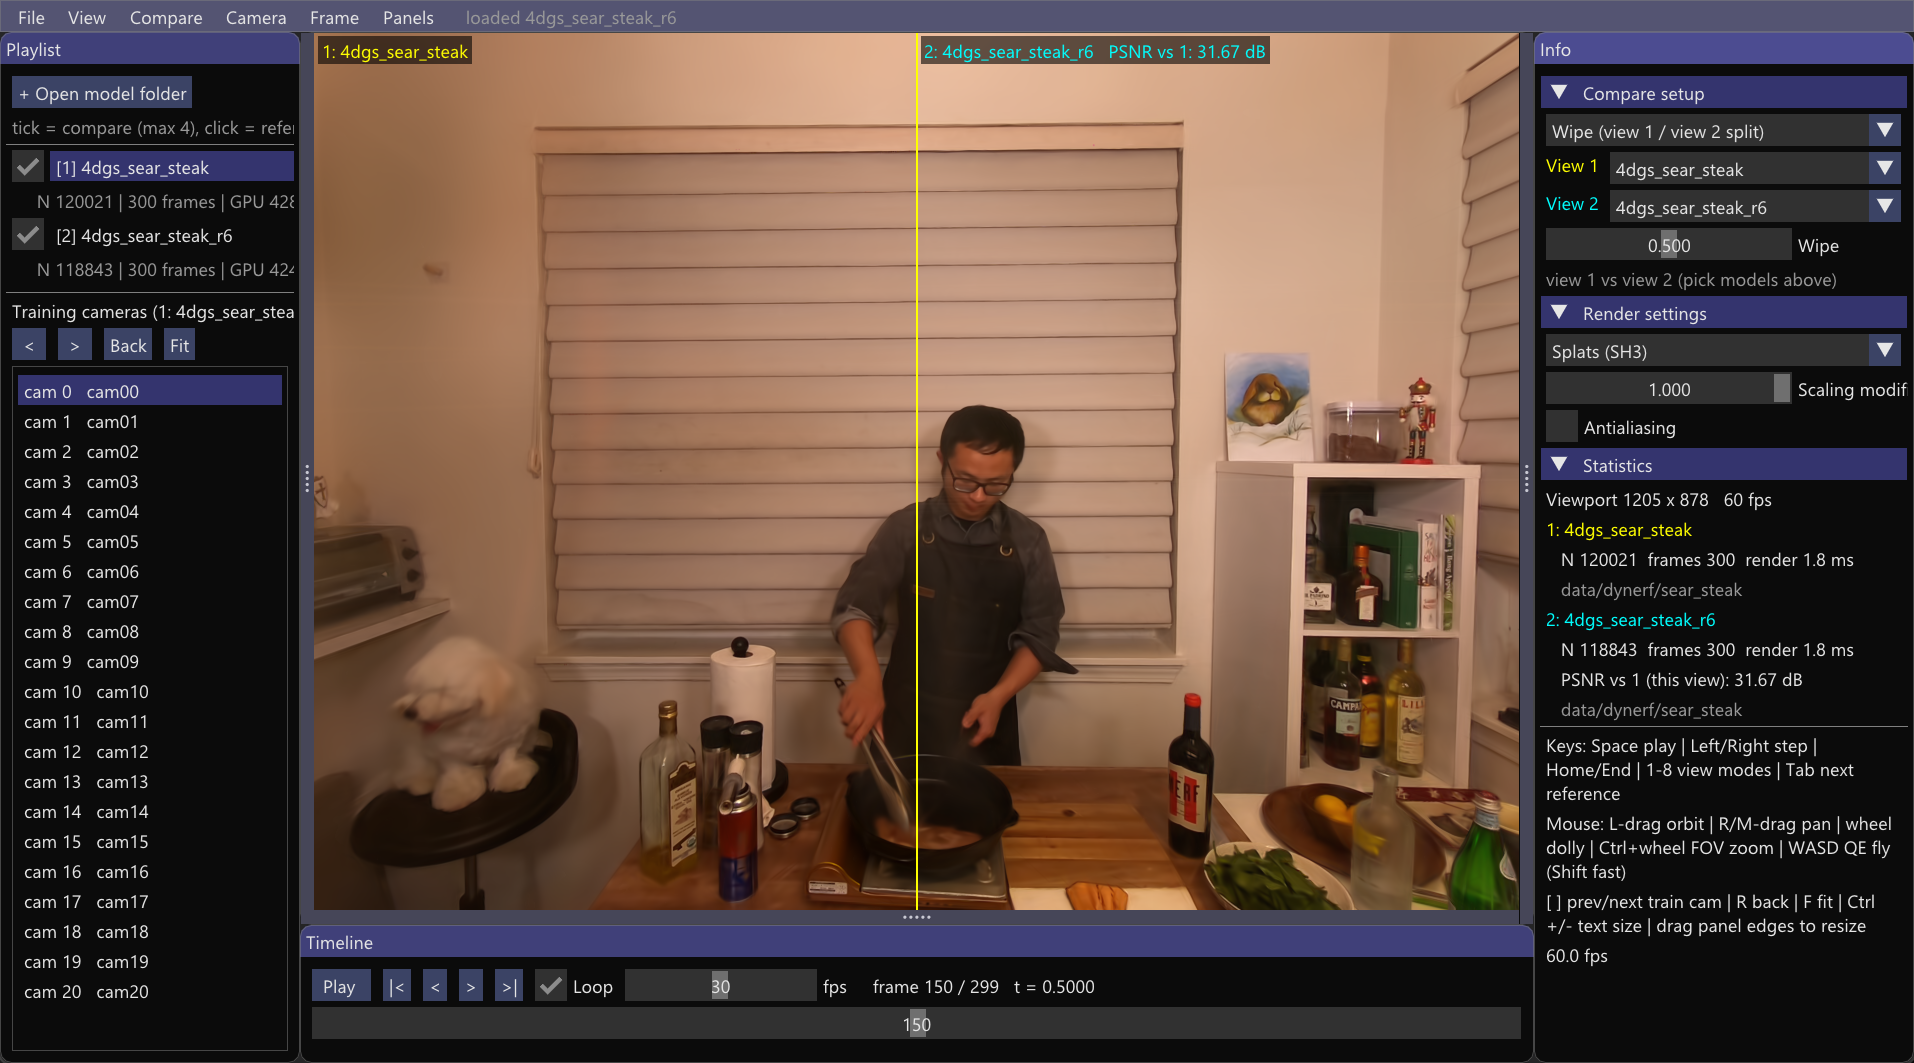 File View Compare Camera Frame Panels loaded 4dgs_sear_steak_r6
Playlist
+ Open model folder
tick = compare (max 4), click = refer
[1] 4dgs_sear_steak
N 120021 | 300 frames | GPU 428
[2] 4dgs_sear_steak_r6
N 118843 | 300 frames | GPU 424
Training cameras (1: 4dgs_sear_stea
< > Back Fit
cam 0 cam00
cam 1 cam01
cam 2 cam02
cam 3 cam03
cam 4 cam04
cam 5 cam05
cam 6 cam06
cam 7 cam07
cam 8 cam08
cam 9 cam09
cam 10 cam10
cam 11 cam11
cam 12 cam12
cam 13 cam13
cam 14 cam14
cam 15 cam15
cam 16 cam16
cam 17 cam17
cam 18 cam18
cam 19 cam19
cam 20 cam20
1: 4dgs_sear_steak
2: 4dgs_sear_steak_r6 PSNR vs 1: 31.67 dB
CAMPA
LILL
Timeline
Play |< < > >| Loop 30 fps frame 150 / 299 t = 0.5000
150
Info
Compare setup
Wipe (view 1 / view 2 split)
View 1 4dgs_sear_steak
View 2 4dgs_sear_steak_r6
0.500 Wipe
view 1 vs view 2 (pick models above)
Render settings
Splats (SH3)
1.000 Scaling modif
Antialiasing
Statistics
Viewport 1205 x 878 60 fps
1: 4dgs_sear_steak
N 120021 frames 300 render 1.8 ms
data/dynerf/sear_steak
2: 4dgs_sear_steak_r6
N 118843 frames 300 render 1.8 ms
PSNR vs 1 (this view): 31.67 dB
data/dynerf/sear_steak
Keys: Space play | Left/Right step |
Home/End | 1-8 view modes | Tab next
reference
Mouse: L-drag orbit | R/M-drag pan | wheel
dolly | Ctrl+wheel FOV zoom | WASD QE fly
(Shift fast)
[ ] prev/next train cam | R back | F fit | Ctrl
+/- text size | drag panel edges to resize
60.0 fps